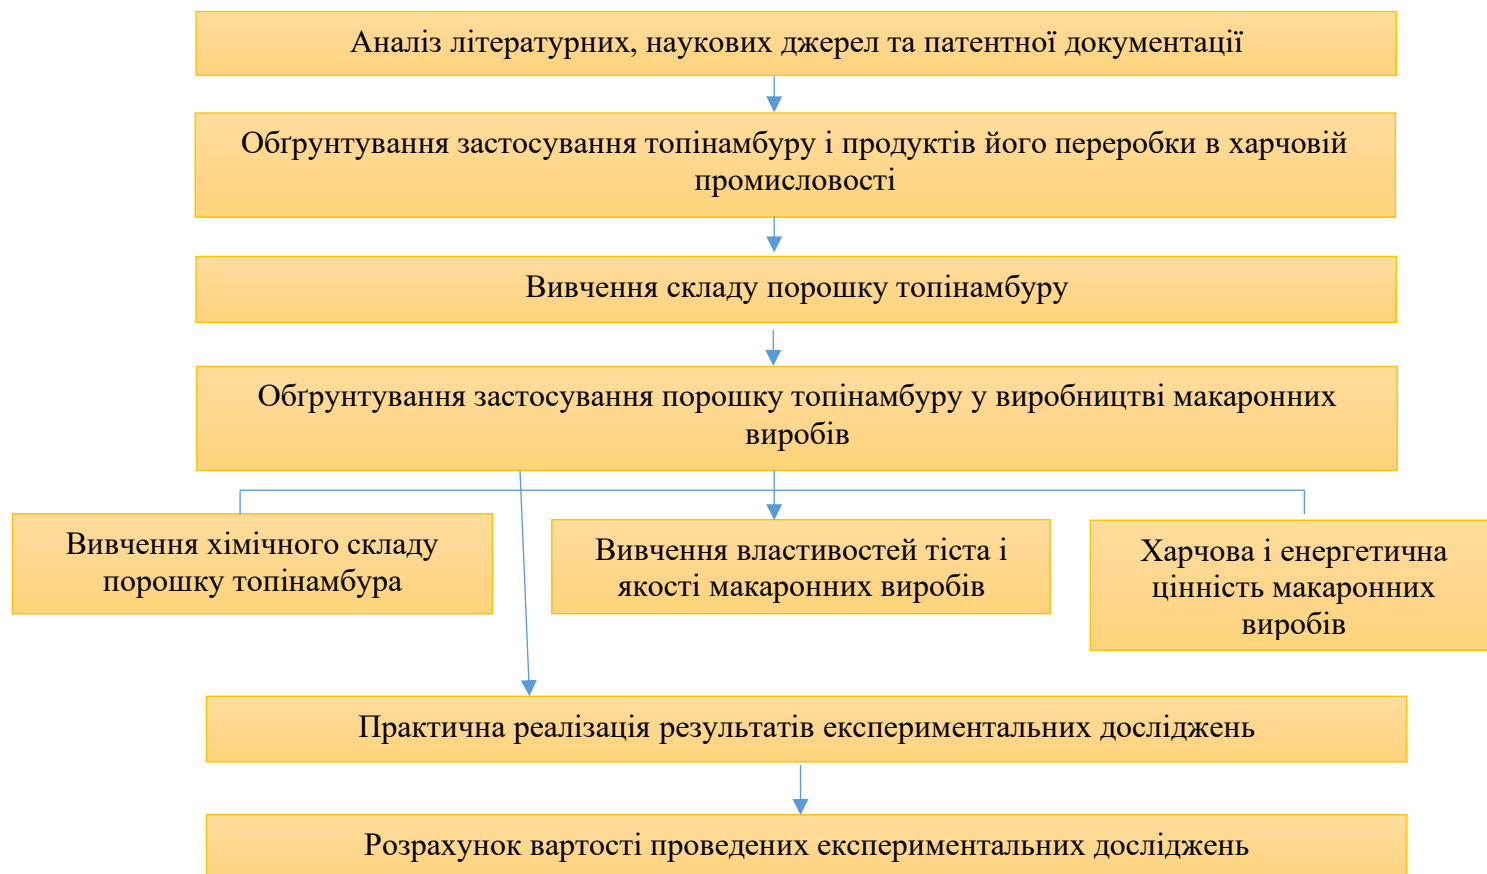 Аналіз літературних, наукових джерел та патентної документації
Обґрунтування застосування топінамбуру і продуктів його переробки в харчовій
промисловості
Вивчення складу порошку топінамбуру
Обґрунтування застосування порошку топінамбуру у виробництві макаронних
виробів
Вивчення хімічного складу
порошку топінамбура
Вивчення властивостей тіста і
якості макаронних виробів
Харчова і енергетична
цінність макаронних
виробів
Практична реалізація результатів експериментальних досліджень
Розрахунок вартості проведених експериментальних досліджень